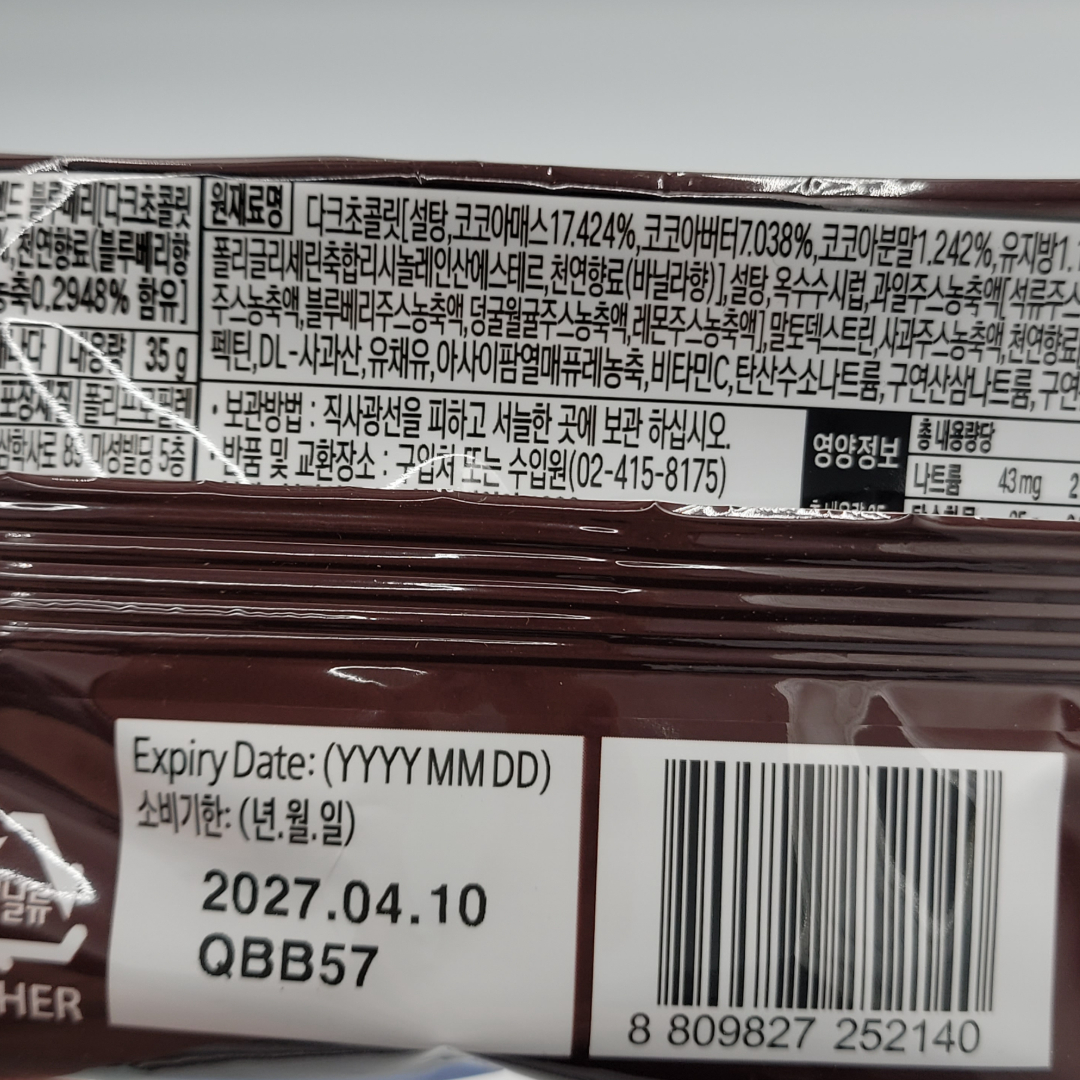 블루베리[다크초콜릿
천연향료(블루베리향
0.2948% 함유]
내용량 35 g
폴리프로필렌
5층
원재료명 다크초콜릿[설탕,코코아매스17.424%,코코아버터7.038%,코코아분말1.242%,유지방1.
폴리글리세린축합리시놀레인산에스테르,천연향료(바닐라향)],설탕,옥수수시럽,과일주스농축액[석류주스
주스농축액,블루베리주스농축액,덩굴월귤주스농축액,레몬주스농축액],말토덱스트린,사과주스농축액,천연향료
펙틴,DL-사과산,유채유,아사이팜열매퓨레농축,비타민C,탄산수소나트륨,구연산삼나트륨,구연
• 보관방법 : 직사광선을 피하고 서늘한 곳에 보관 하십시오.
반품 및 교환장소 : 구입처 또는 수입원(02-415-8175)
영양정보
총 내용량당
나트륨 43 mg 2
Expiry Date: (YYYY MM DD)
소비기한: (년.월.일)
2027.04.10
QBB57
HER
8 809827 252140